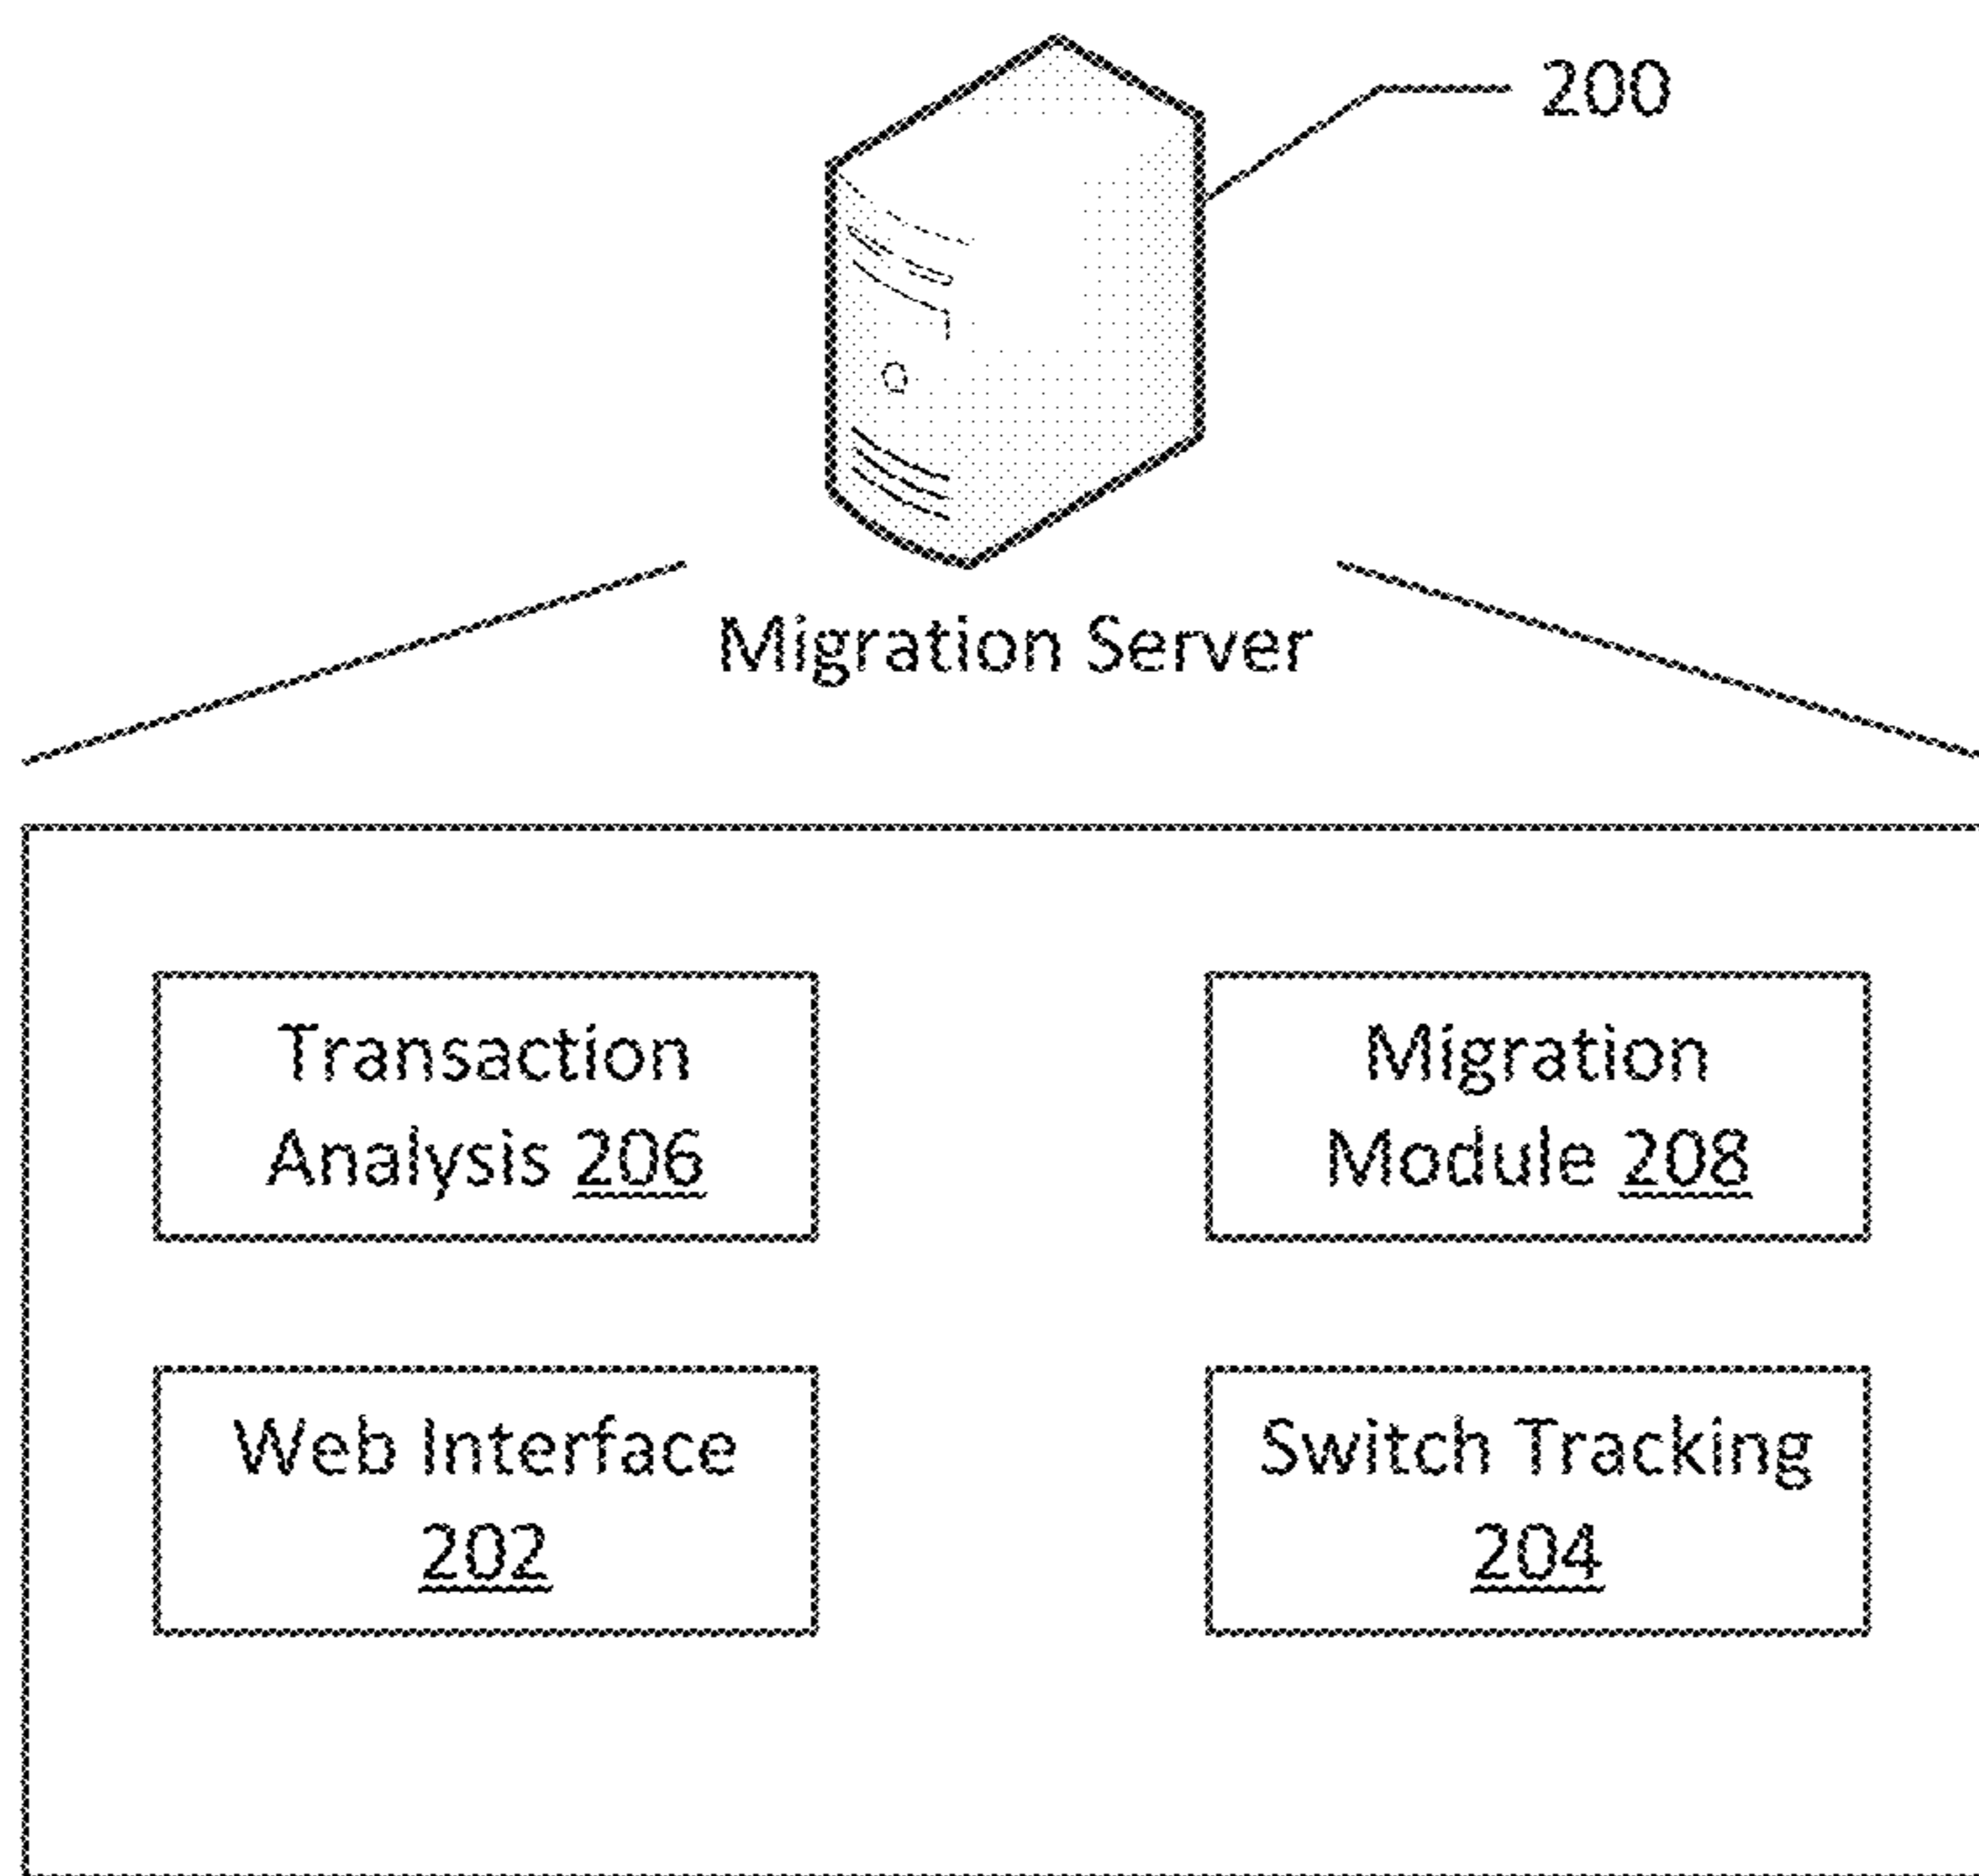 200
Migration Server
Transaction
Analysis 206
Migration
Module 208
Web Interface
202
Switch Tracking
204